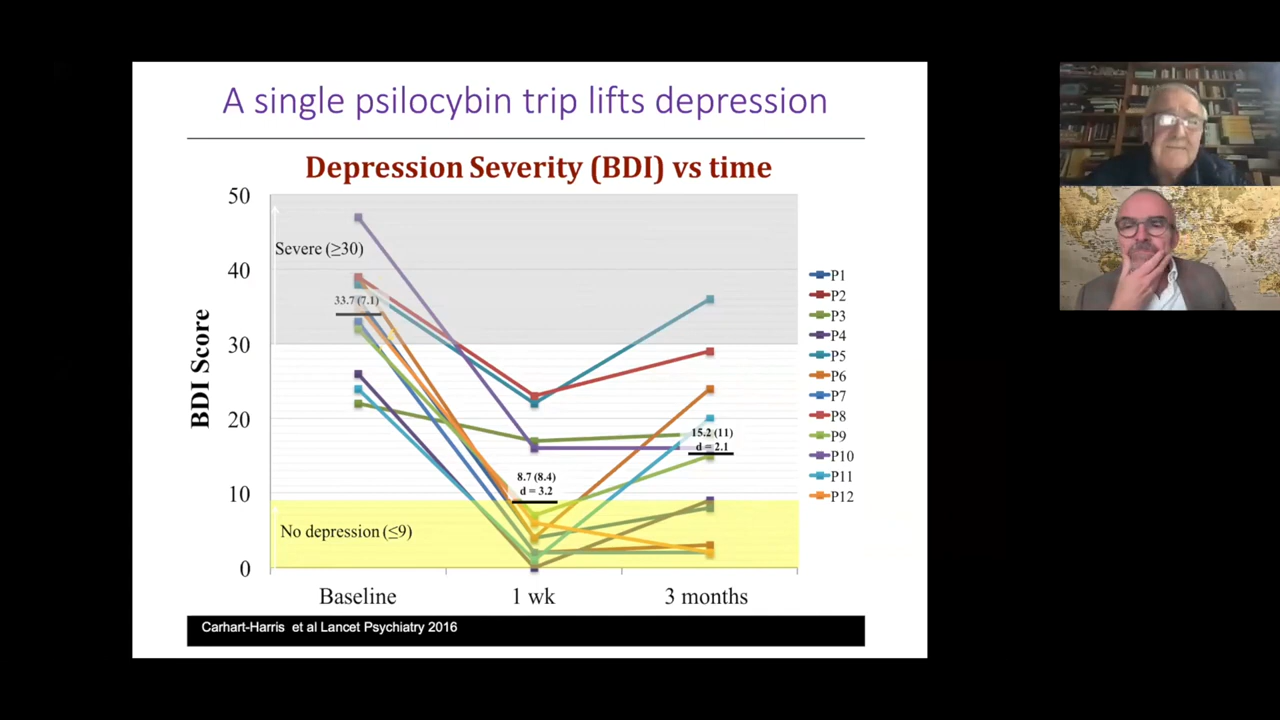 A single psilocybin trip lifts depression
Depression Severity (BDI) vs time
BDI Score
50
40
30
20
10
0
Severe (≥30)
33.7 (7.1)
8.7 (8.4)
d = 3.2
15.2 (11)
d = 2.1
No depression (≤9)
Baseline
1 wk
3 months
P1
P2
P3
P4
P5
P6
P7
P8
P9
P10
P11
P12
Carhart-Harris et al Lancet Psychiatry 2016